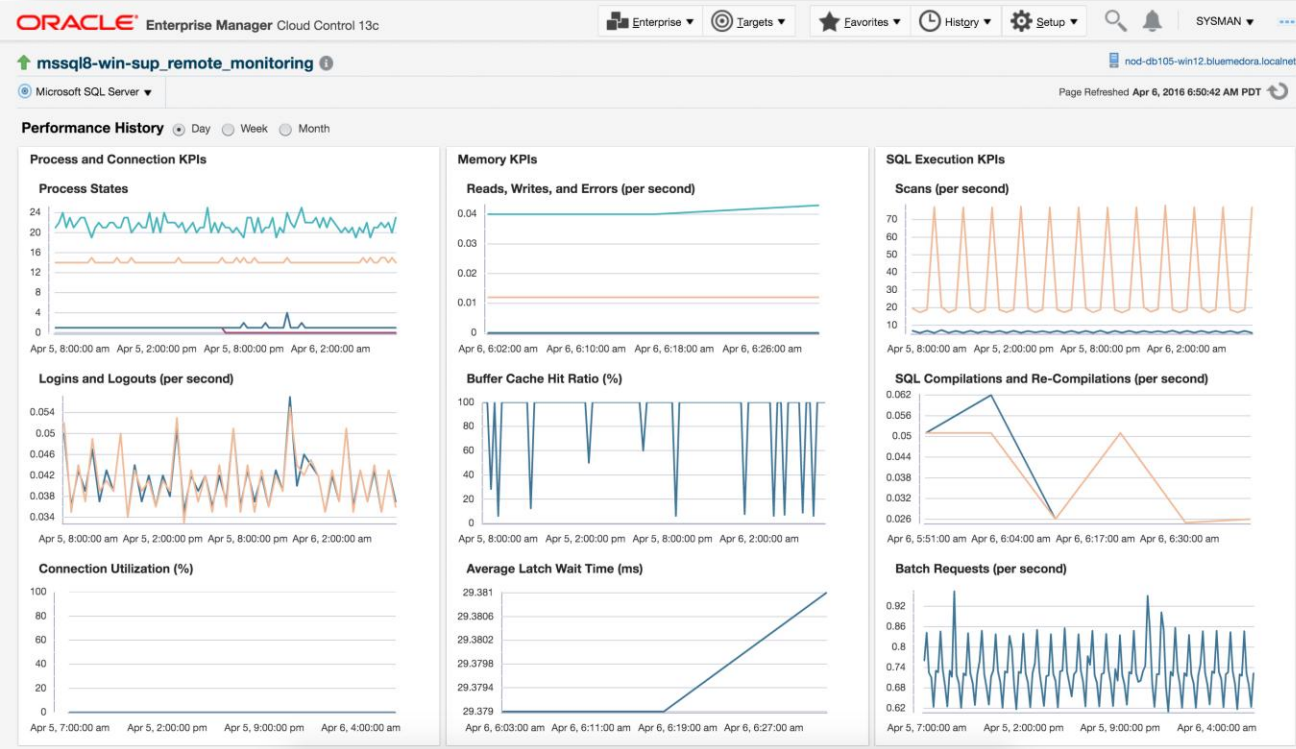 ORACLE Enterprise Manager Cloud Control 13c Enterprise Targets Favorites History Setup SYSMAN
mssql8-win-sup_remote_monitoring nod-db105-win12.bluemedora.localnet
Microsoft SQL Server Page Refreshed Apr 6, 2016 6:50:42 AM PDT
Performance History Day Week Month
Process and Connection KPIs
Process States
24
20
16
12
8
4
0
Apr 5, 8:00:00 am Apr 5, 2:00:00 pm Apr 5, 8:00:00 pm Apr 6, 2:00:00 am
Logins and Logouts (per second)
0.054
0.05
0.046
0.042
0.038
0.034
Apr 5, 8:00:00 am Apr 5, 2:00:00 pm Apr 5, 8:00:00 pm Apr 6, 2:00:00 am
Connection Utilization (%)
100
80
60
40
20
0
Apr 5, 7:00:00 am Apr 5, 2:00:00 pm Apr 5, 9:00:00 pm Apr 6, 4:00:00 am
Memory KPIs
Reads, Writes, and Errors (per second)
0.04
0.03
0.02
0.01
0
Apr 6, 6:02:00 am Apr 6, 6:10:00 am Apr 6, 6:18:00 am Apr 6, 6:26:00 am
Buffer Cache Hit Ratio (%)
100
80
60
40
20
0
Apr 5, 8:00:00 am Apr 5, 2:00:00 pm Apr 5, 8:00:00 pm Apr 6, 2:00:00 am
Average Latch Wait Time (ms)
29.381
29.3806
29.3802
29.3798
29.3794
29.379
Apr 6, 6:03:00 am Apr 6, 6:11:00 am Apr 6, 6:19:00 am Apr 6, 6:27:00 am
SQL Execution KPIs
Scans (per second)
70
60
50
40
30
20
10
Apr 5, 8:00:00 am Apr 5, 2:00:00 pm Apr 5, 8:00:00 pm Apr 6, 2:00:00 am
SQL Compilations and Re-Compilations (per second)
0.062
0.056
0.05
0.044
0.038
0.032
0.026
Apr 6, 5:51:00 am Apr 6, 6:04:00 am Apr 6, 6:17:00 am Apr 6, 6:30:00 am
Batch Requests (per second)
0.92
0.86
0.8
0.74
0.68
0.62
Apr 5, 7:00:00 am Apr 5, 2:00:00 pm Apr 5, 9:00:00 pm Apr 6, 4:00:00 am